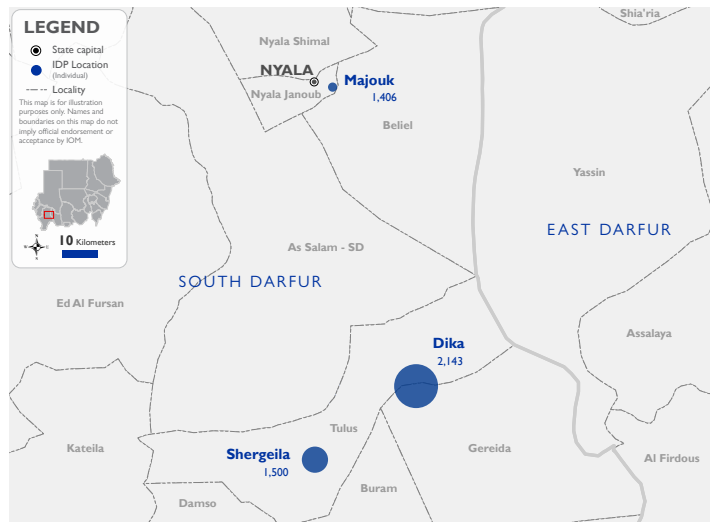 LEGEND
State capital
IDP Location
(Individual)
Locality
This map is for illustration
purposes only. Names and
boundaries on this map do not
imply official endorsement or
acceptance by IOM.
N
W
E
S
10 Kilometers
Shia'ria
Nyala Shimal
NYALA
Majouk
Nyala Janoub
1,406
Beliel
Yassin
EAST DARFUR
As Salam - SD
SOUTH DARFUR
Ed Al Fursan
Assalaya
Dika
2,143
Tulus
Kateila
Shergeila
Gereida
Al Firdous
1,500
Buram
Damso